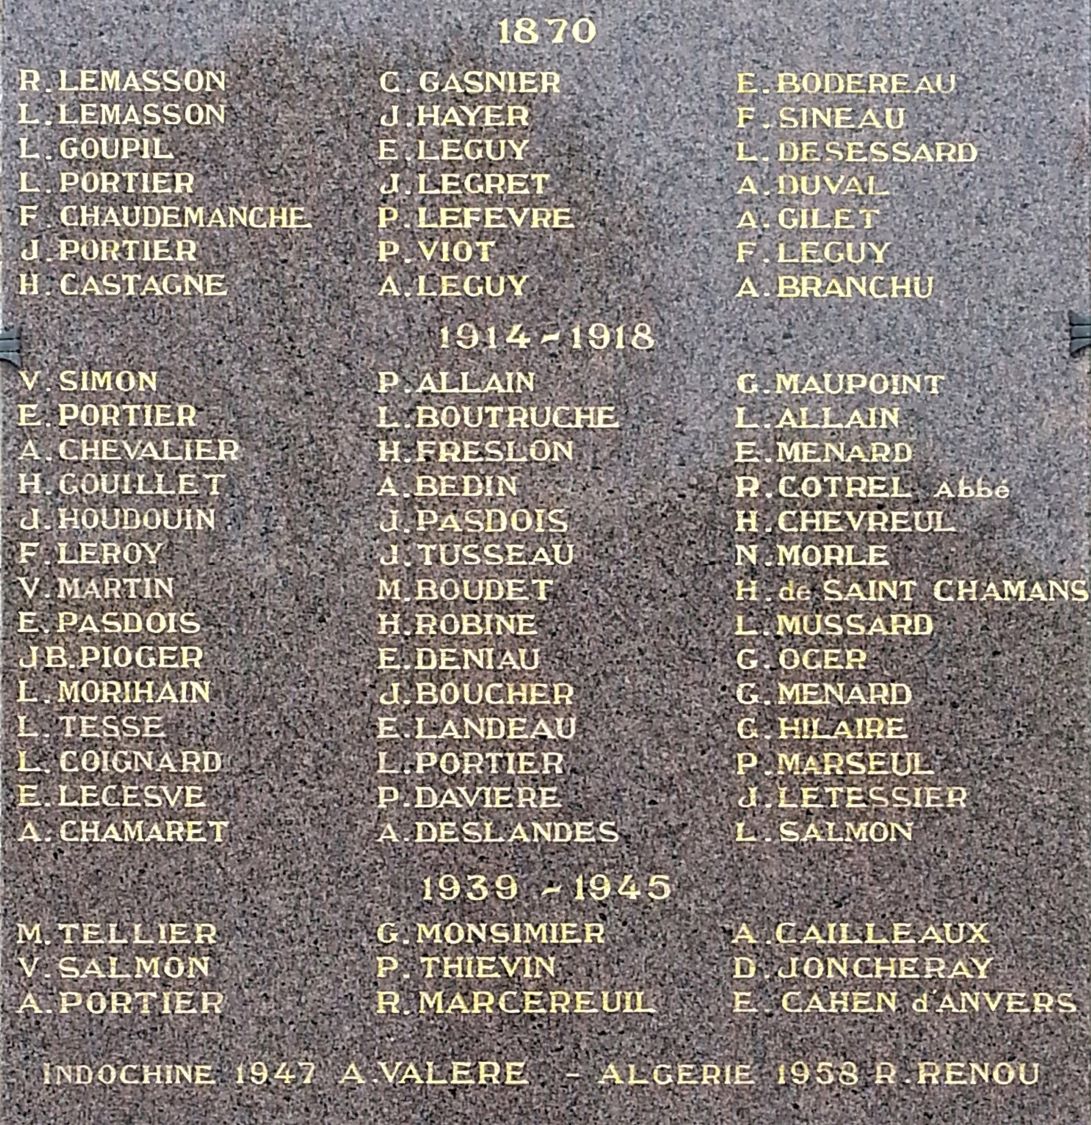 1870
R. LEMASSON C. GASNIER E. BODEREAU
L. LEMASSON J. HAYER F. SINEAU
L. GOUPIL E. LEGUY L. DESESSARD
L. PORTIER J. LEGRET A. DUVAL
F. CHAUDEMANCHE P. LEFEVRE A. GILET
J. PORTIER P. VIOT F. LEGUY
H. CASTAGNE A. LEGUY A. BRANCHU
1914 - 1918
V. SIMON P. ALLAIN G. MAUPOINT
E. PORTIER L. BOUTRUCHE L. ALLAIN
A. CHEVALIER H. FRESLON E. MENARD
H. GOUILLET A. BEDIN R. COTREL Abbé
J. HOUDOUIN J. PASDOIS H. CHEVREUL
F. LEROY J. TUSSEAU N. MORLE
V. MARTIN M. BOUDET H. de SAINT CHAMANS
E. PASDOIS H. ROBINE L. MUSSARD
JB. PIOGER E. DENIAU G. OGER
L. MORIHAIN J. BOUCHER G. MENARD
L. TESSE E. LANDEAU G. HILAIRE
L. COIGNARD L. PORTIER P. MARSEUL
E. LECESVE P. DAVIERE J. LETESSIER
A. CHAMARET A. DESLANDES L. SALMON
1939 - 1945
M. TELLIER G. MONSIMIER A. CAILLEAUX
V. SALMON P. THIEVIN D. JONCHERAY
A. PORTIER R. MARCEREUIL E. CAHEN d'ANVERS
INDOCHINE 1947 A. VALERE - ALGERIE 1958 R. RENOU